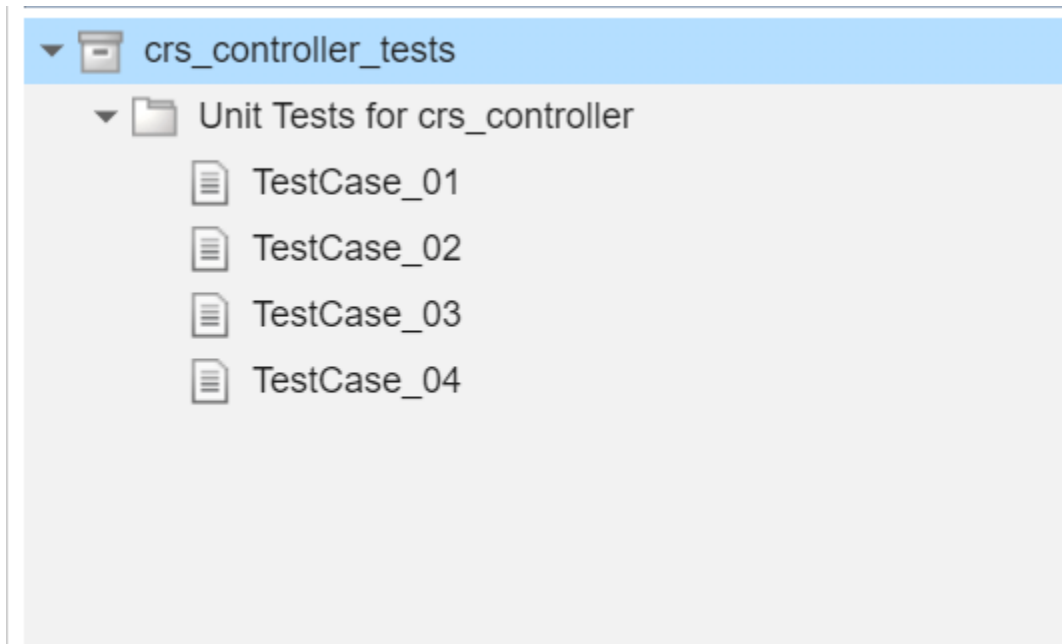 crs_controller_tests
Unit Tests for crs_controller
TestCase_01
TestCase_02
TestCase_03
TestCase_04